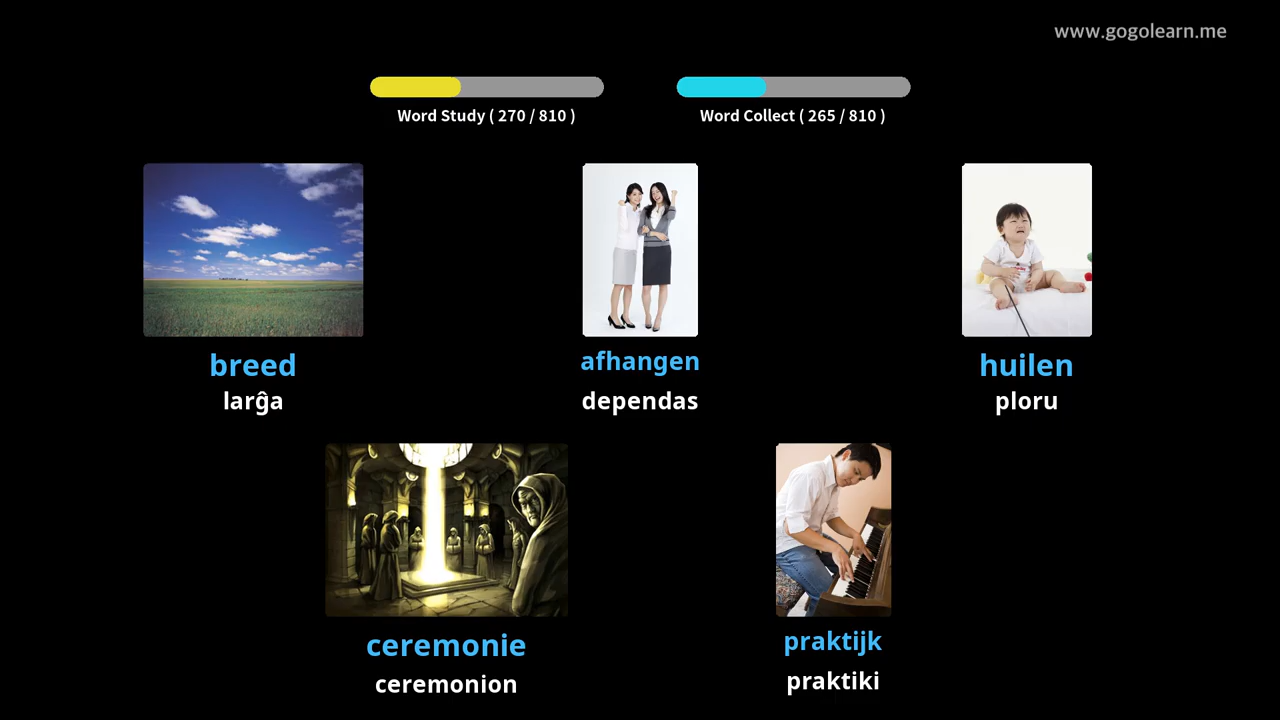 www.gogolearn.me
Word Study ( 270 / 810 )
Word Collect ( 265 / 810 )
breed
larĝa
afhangen
dependas
huilen
ploru
ceremonie
ceremonion
praktijk
praktiki